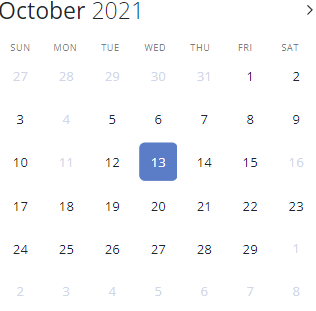 October 2021
SUN MON TUE WED THU FRI SAT
27 28 29 30 31 1 2
3 4 5 6 7 8 9
10 11 12 13 14 15 16
17 18 19 20 21 22 23
24 25 26 27 28 29 1
2 3 4 5 6 7 8